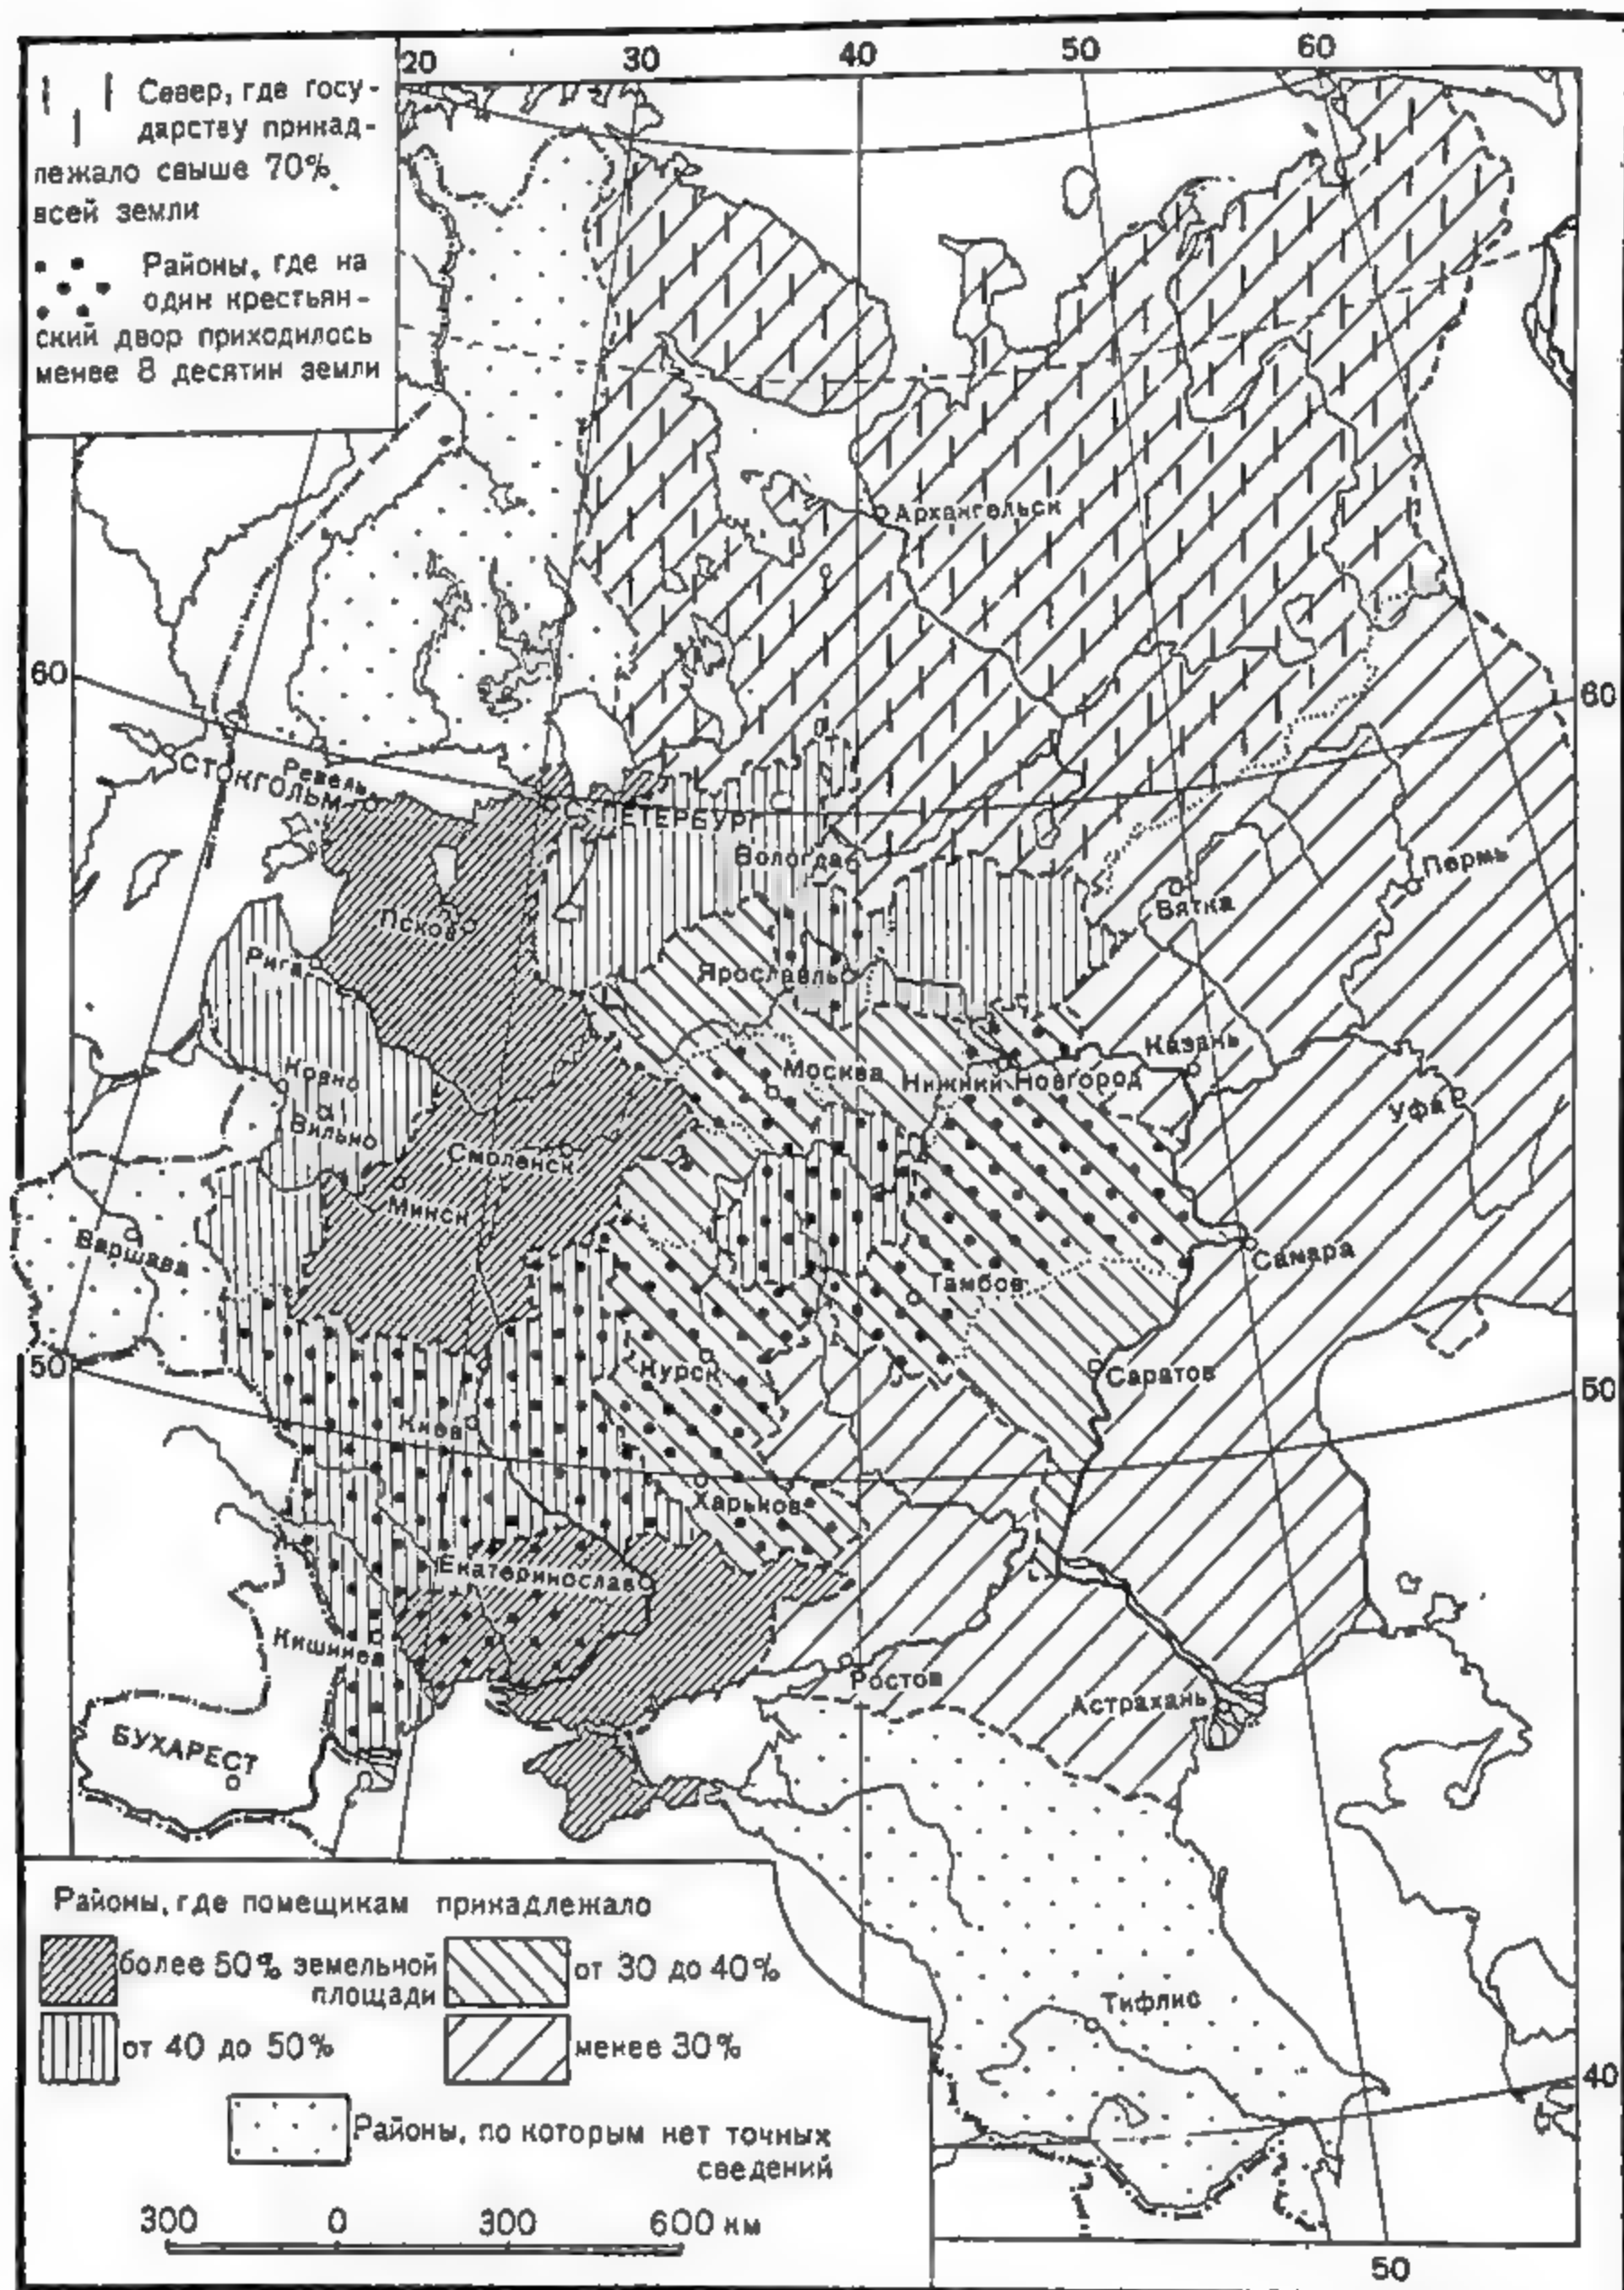 20 30 40 50 60
Север, где госу-
дарству принад-
лежало свыше 70%
всей земли
Районы, где на
один крестьян-
ский двор приходилось
менее 8 десятин земли
Архангельск
60
60
СТОКГОЛЬМ
Ревель
С.ПЕТЕРБУРГ
Вологда
Пермь
Вятка
Псков
Рига
Ярославль
Казань
Ковно
Москва
Нижний Новгород
Уфа
Вильно
Смоленск
Минск
Варшава
Самара
Тамбов
50
Курск
Саратов
50
Киев
Харьков
Екатеринослав
Кишинев
Ростов
Астрахань
БУХАРЕСТ
Районы, где помещикам принадлежало
более 50% земельной
площади
от 30 до 40%
от 40 до 50%
менее 30%
Тифлис
40
Районы, по которым нет точных
сведений
300 0 300 600 км
50